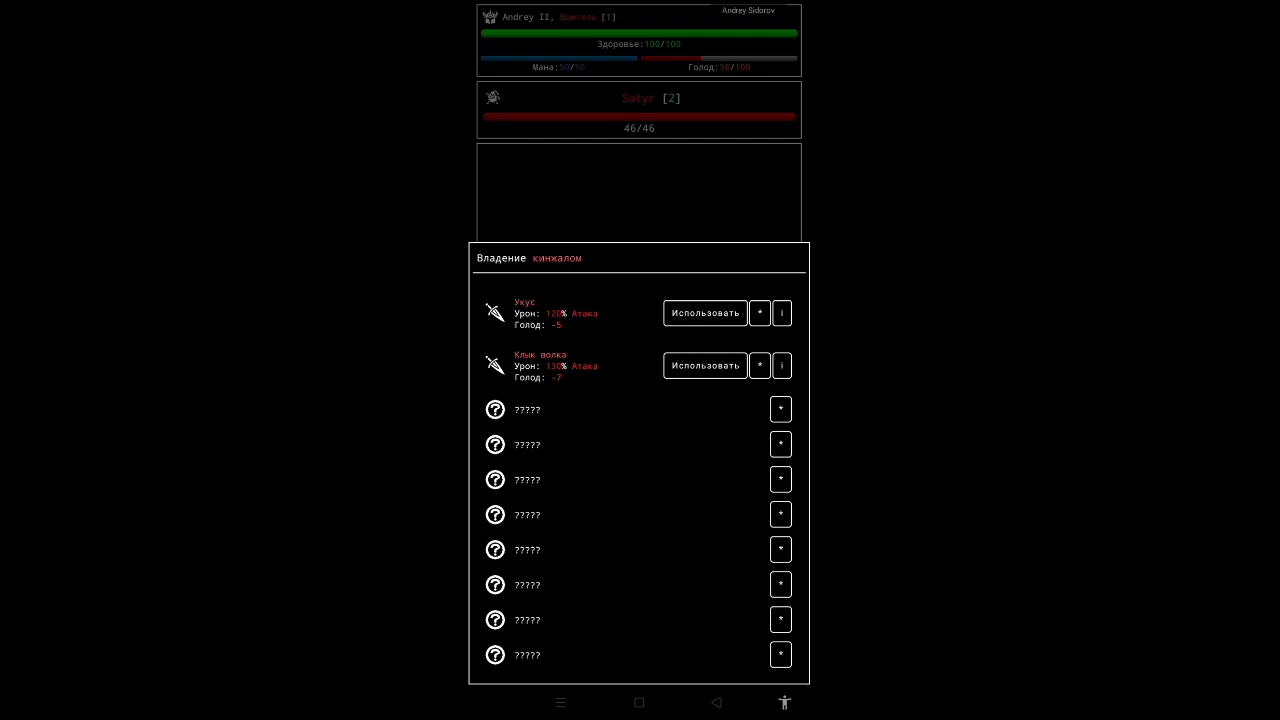 Andrey Sidorov
Andrey II, Воитель [1]
Здоровье:100/100
Мана:50/50
Голод:38/100
Satyr [2]
46/46
Владение кинжалом
Укус
Урон: 120% Атака
Голод: -5
Использовать * i
Клык волка
Урон: 130% Атака
Голод: -7
Использовать * i
????? *
????? *
????? *
????? *
????? *
????? *
????? *
????? *